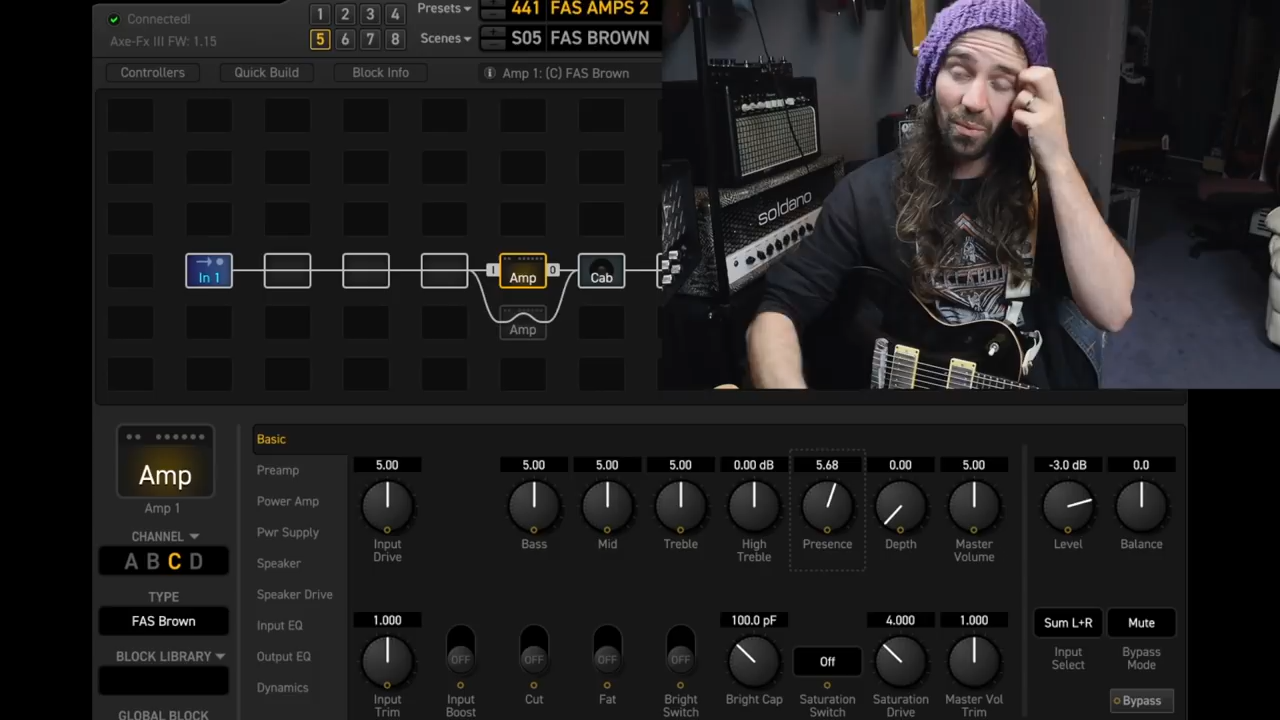 Connected!
Axe-Fx III FW: 1.15
1 2 3 4
5 6 7 8
Presets
441 FAS AMPS 2
Scenes
S05 FAS BROWN
Controllers
Quick Build
Block Info
Amp 1: (C) FAS Brown
In 1
I
Amp
O
Cab
Amp
soldano
Amp
Amp 1
CHANNEL
A B C D
TYPE
FAS Brown
BLOCK LIBRARY
GLOBAL BLOCK
Basic
Preamp
Power Amp
Pwr Supply
Speaker
Speaker Drive
Input EQ
Output EQ
Dynamics
5.00 5.00 5.00 5.00 0.00 dB 5.68 0.00 5.00 -3.0 dB 0.0
Input Drive
Bass
Mid
Treble
High Treble
Presence
Depth
Master Volume
Level
Balance
1.000 100.0 pF 4.000 1.000
OFF OFF OFF OFF
Off
Sum L+R
Mute
Input Trim
Input Boost
Cut
Fat
Bright Switch
Bright Cap
Saturation Switch
Saturation Drive
Master Vol Trim
Input Select
Bypass Mode
Bypass